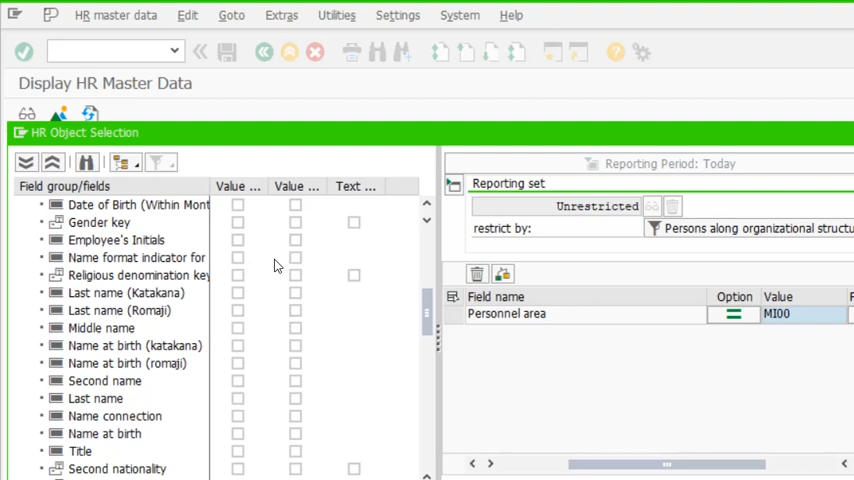 HR master data Edit Goto Extras Utilities Settings System Help
Display HR Master Data
HR Object Selection
Reporting Period: Today
Field group/fields Value ... Value ... Text ...
Reporting set
Date of Birth (Within Mont
Unrestricted
Gender key
restrict by: Persons along organizational structu
Employee's Initials
Name format indicator for
Religious denomination key
Last name (Katakana)
Field name Option Value
Last name (Romaji)
Personnel area MI00
Middle name
Name at birth (katakana)
Name at birth (romaji)
Second name
Last name
Name connection
Name at birth
Title
Second nationality